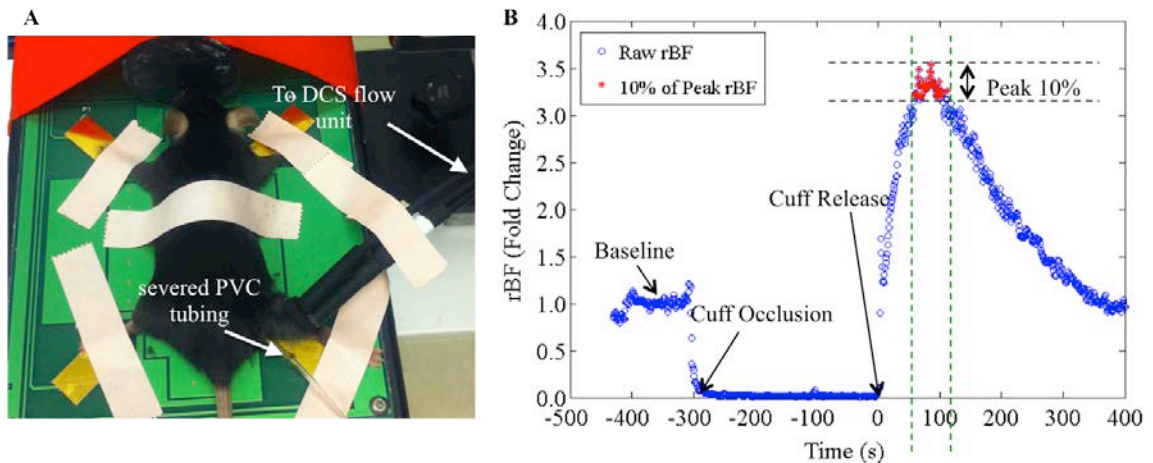 A
To DCS flow
unit
severed PVC
tubing
B
4.0
3.5
3.0
2.5
2.0
1.5
1.0
0.5
0.0
rBF (Fold Change)
Raw rBF
10% of Peak rBF
Peak 10%
Cuff Release
Baseline
Cuff Occlusion
-500 -400 -300 -200 -100 0 100 200 300 400
Time (s)